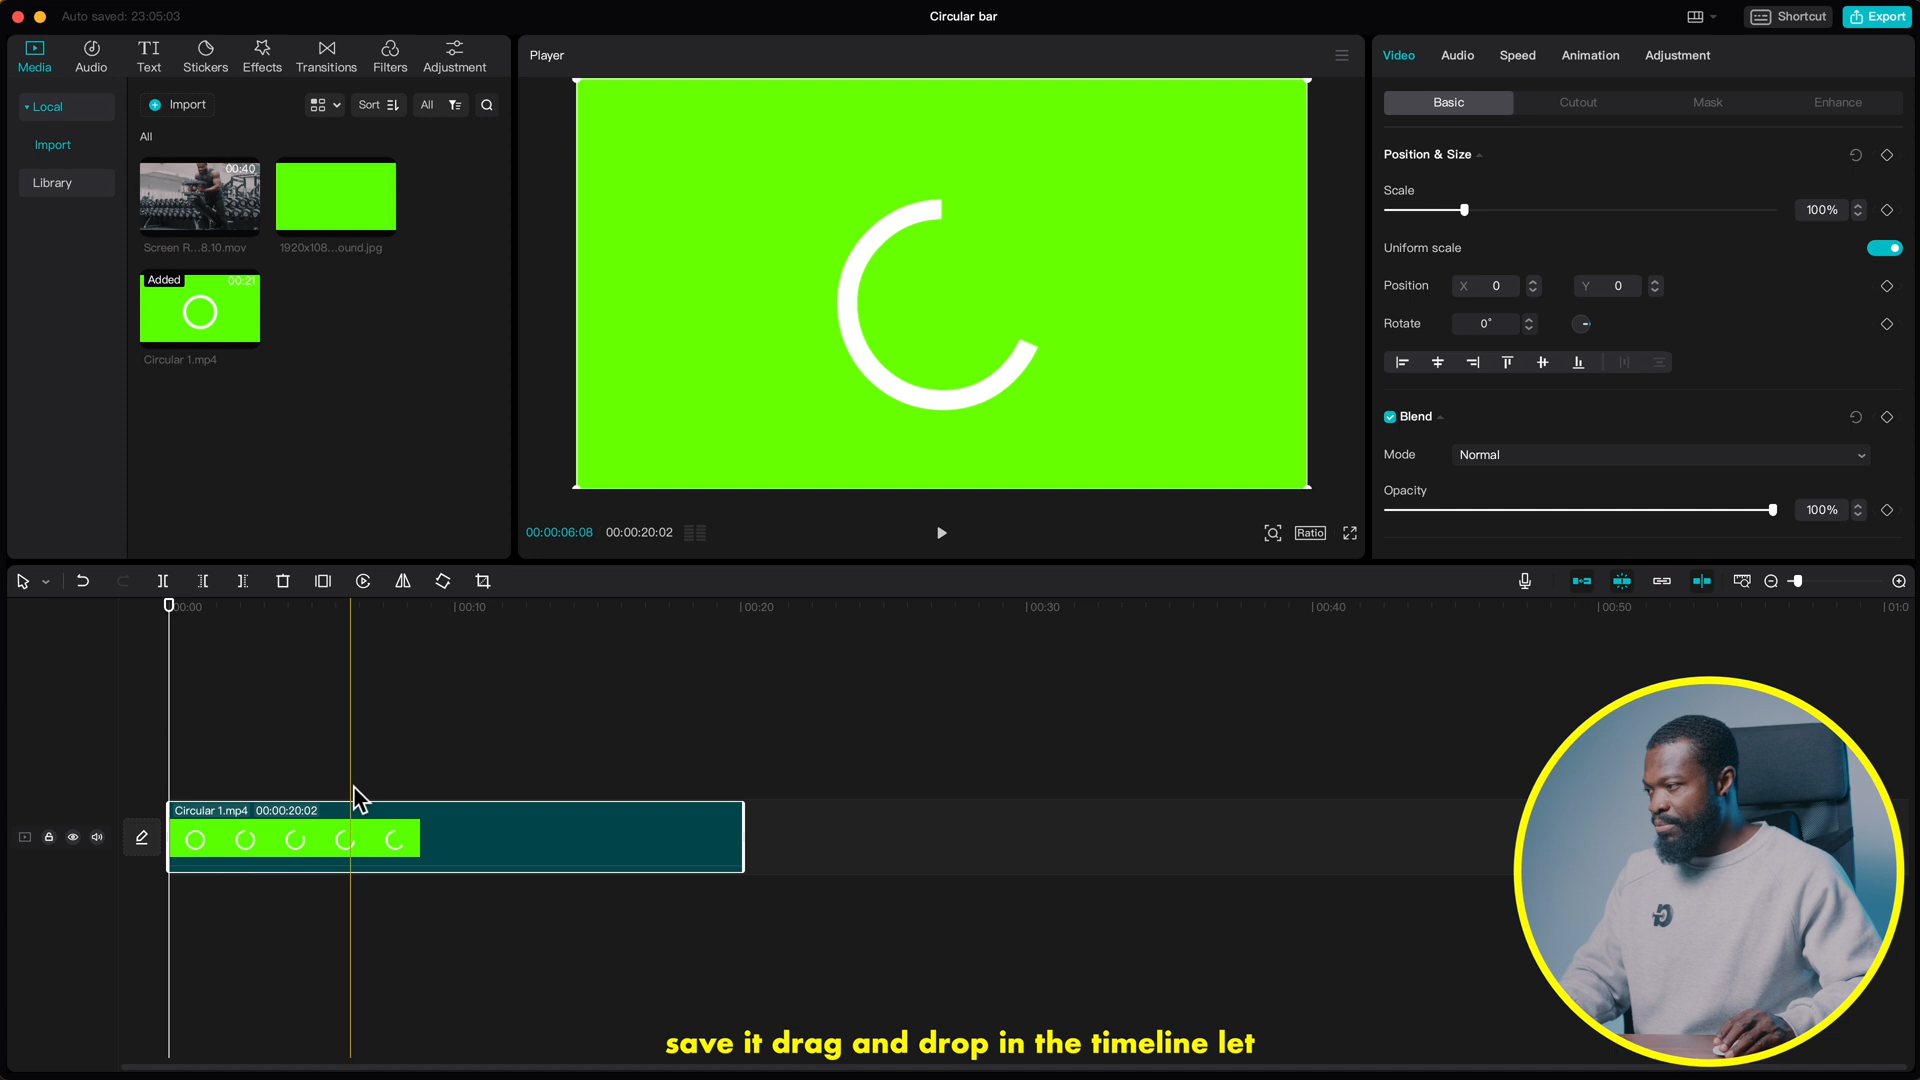 Auto saved: 23:05:03
Circular bar
Shortcut
Export
Media
Audio
Text
Stickers
Effects
Transitions
Filters
Adjustment
Local
Import
Library
Import
Sort
All
All
00:40
Screen R...8.10.mov
1920x108...ound.jpg
Added
00:21
Circular 1.mp4
Player
00:00:06:08
00:00:20:02
Ratio
Video
Audio
Speed
Animation
Adjustment
Basic
Cutout
Mask
Enhance
Position & Size
Scale
100%
Uniform scale
Position
X 0
Y 0
Rotate
0°
Blend
Mode
Normal
Opacity
100%
00:00
00:10
00:20
00:30
00:40
00:50
01:0
Circular 1.mp4 00:00:20:02
save it drag and drop in the timeline let